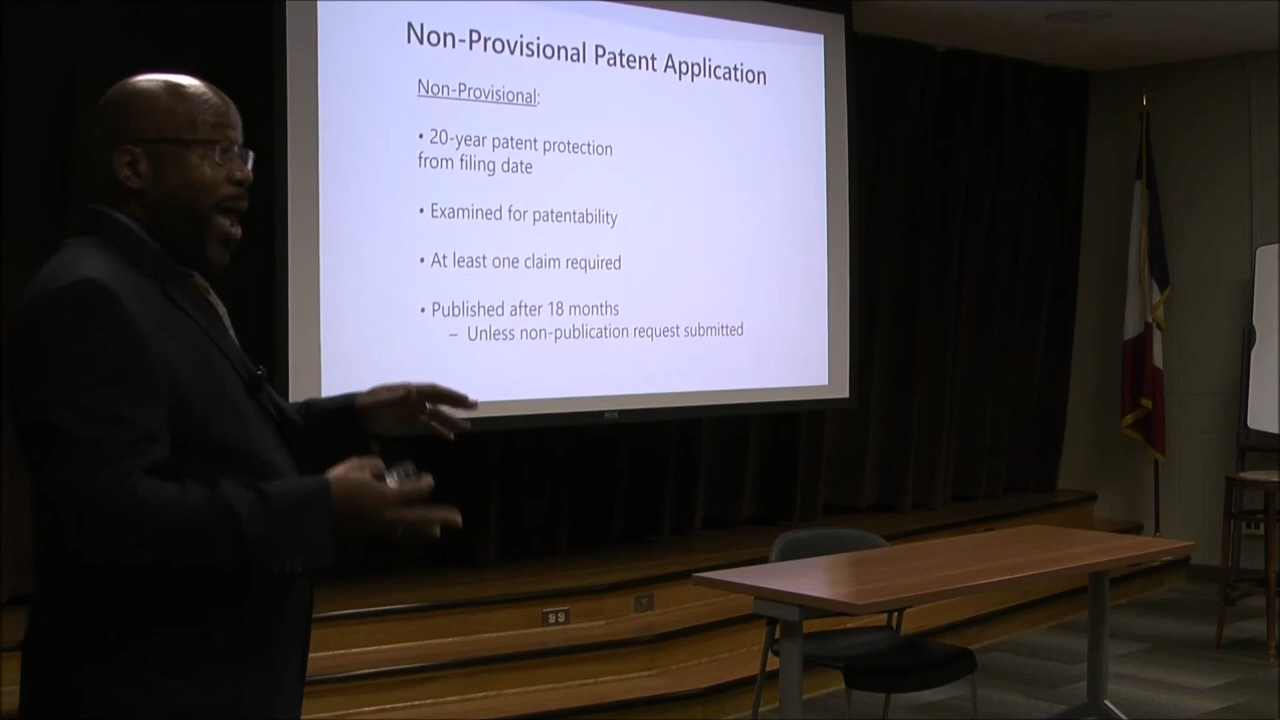 Non-Provisional Patent Application
Non-Provisional:
• 20-year patent protection
from filing date
• Examined for patentability
• At least one claim required
• Published after 18 months
– Unless non-publication request submitted